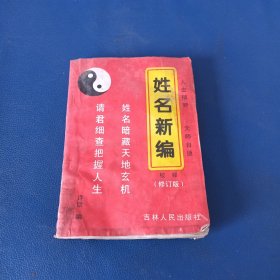 姓名新编
(修订版)
姓名暗藏天地玄机
请君细查把握人生
吉林人民出版社